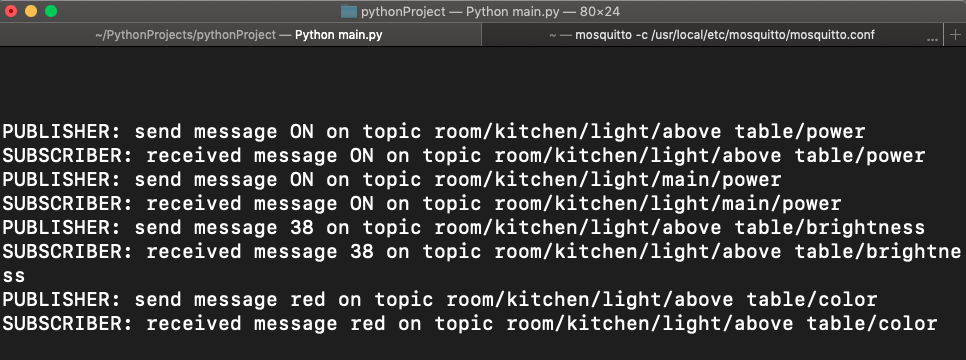 pythonProject — Python main.py — 80×24
~/PythonProjects/pythonProject — Python main.py
~ — mosquitto -c /usr/local/etc/mosquitto/mosquitto.conf ...
PUBLISHER: send message ON on topic room/kitchen/light/above table/power
SUBSCRIBER: received message ON on topic room/kitchen/light/above table/power
PUBLISHER: send message ON on topic room/kitchen/light/main/power
SUBSCRIBER: received message ON on topic room/kitchen/light/main/power
PUBLISHER: send message 38 on topic room/kitchen/light/above table/brightness
SUBSCRIBER: received message 38 on topic room/kitchen/light/above table/brightne
ss
PUBLISHER: send message red on topic room/kitchen/light/above table/color
SUBSCRIBER: received message red on topic room/kitchen/light/above table/color